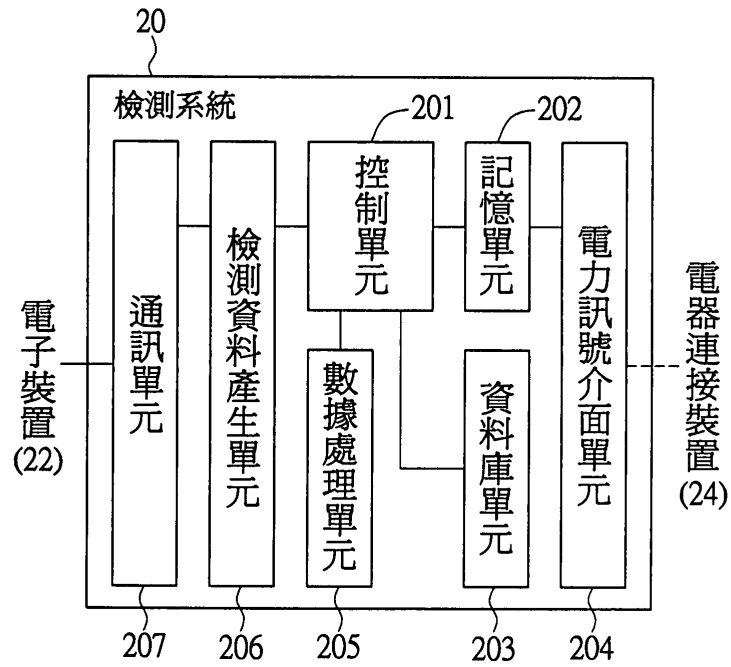 20
檢測系統
201
202
控制單元
記憶單元
電子裝置
(22)
通訊單元
檢測資料產生單元
數據處理單元
資料庫單元
電力訊號介面單元
電器連接裝置
(24)
207
206
205
203
204